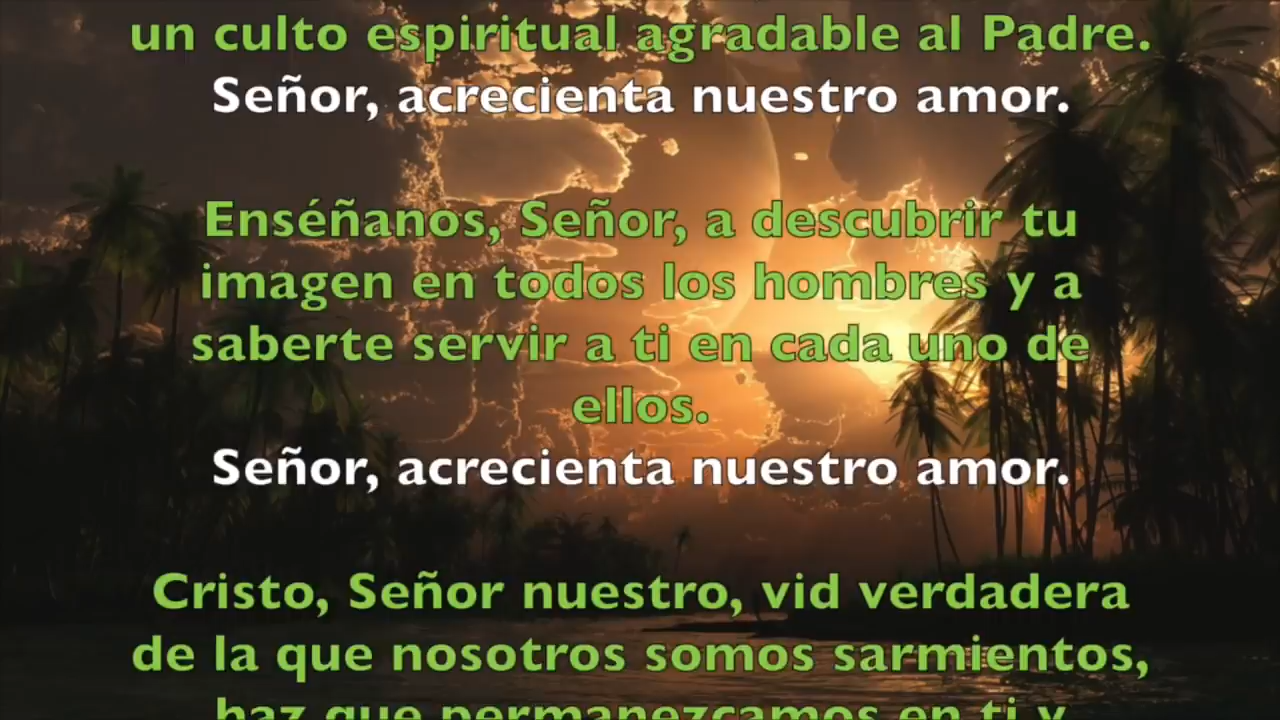 un culto espiritual agradable al Padre.
Señor, acrecienta nuestro amor.
Enséñanos, Señor, a descubrir tu
imagen en todos los hombres y a
saberte servir a ti en cada uno de
ellos.
Señor, acrecienta nuestro amor.
Cristo, Señor nuestro, vid verdadera
de la que nosotros somos sarmientos,
haz que permanezcamos en ti y